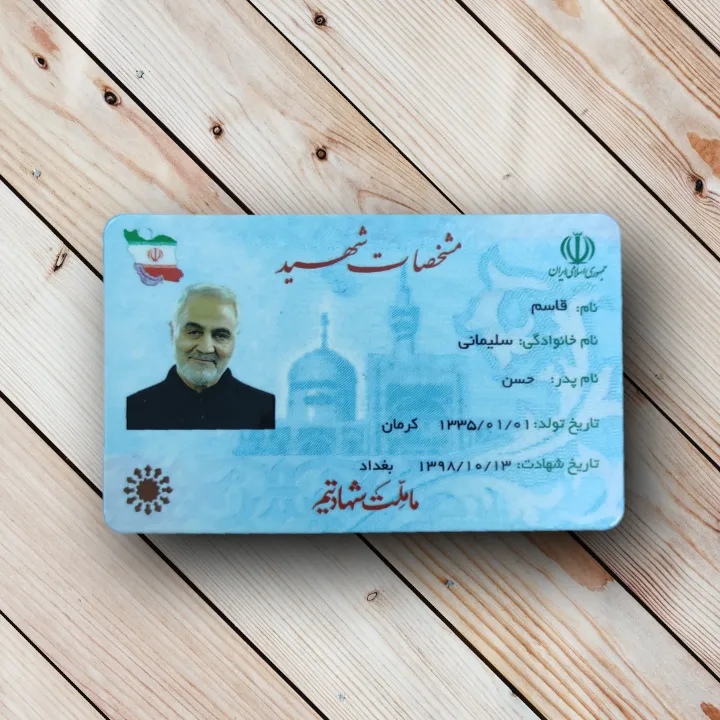 مشخصات شهید
جمهوری اسلامی ایران
نام: قاسم
نام خانوادگی: سلیمانی
نام پدر: حسن
تاریخ تولد: ۱۳۳۵/۰۱/۰۱ کرمان
تاریخ شهادت: ۱۳۹۸/۱۰/۱۳ بغداد
ما ملت شهادتیم